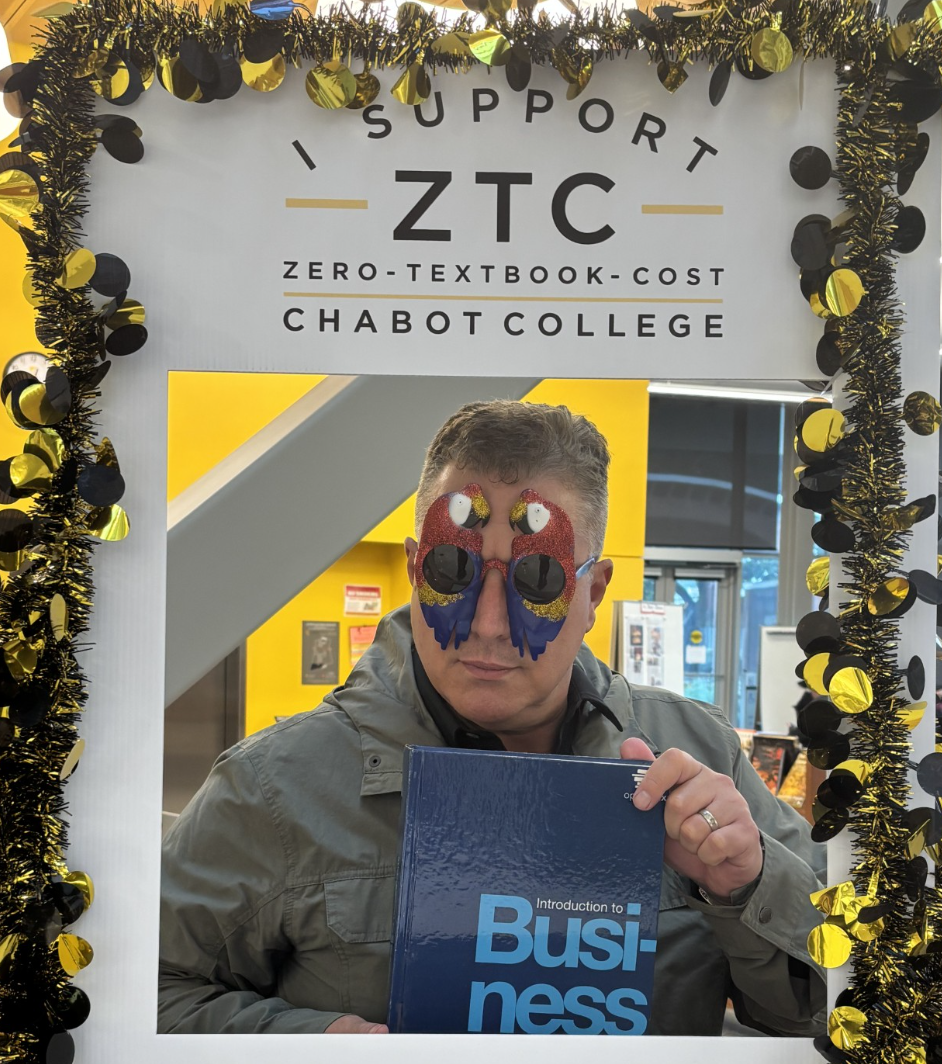 I SUPPORT
ZTC
ZERO-TEXTBOOK-COST
CHABOT COLLEGE
Introduction to
Busi-
ness